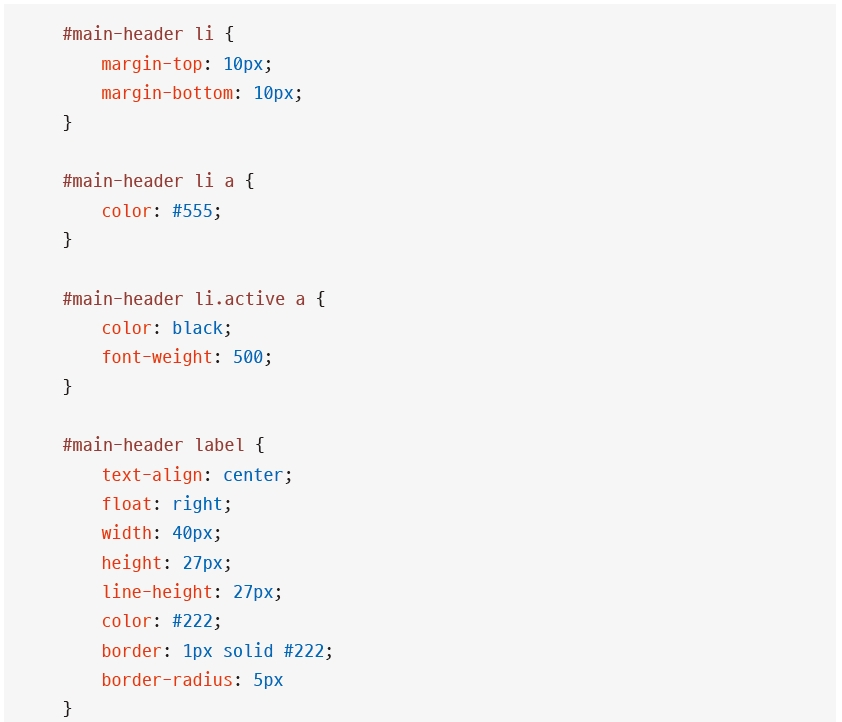 #main-header li {
    margin-top: 10px;
    margin-bottom: 10px;
}

#main-header li a {
    color: #555;
}

#main-header li.active a {
    color: black;
    font-weight: 500;
}

#main-header label {
    text-align: center;
    float: right;
    width: 40px;
    height: 27px;
    line-height: 27px;
    color: #222;
    border: 1px solid #222;
    border-radius: 5px
}